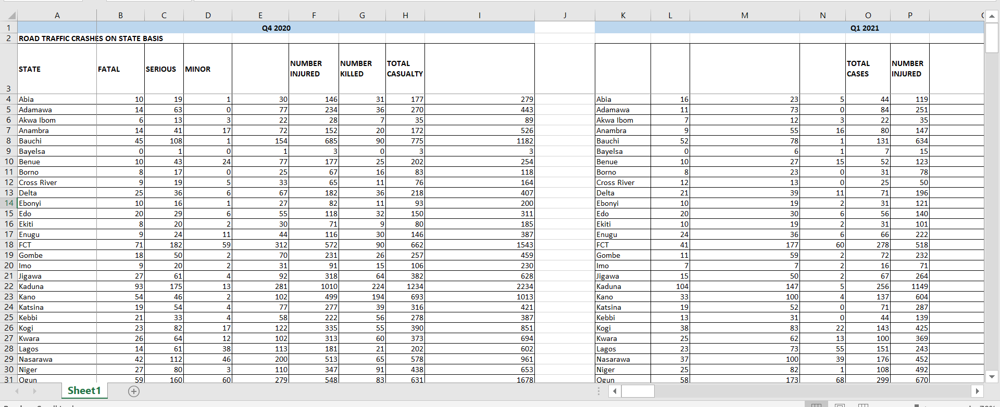 A B C D E F G H I J K L M N O P
1 Q4 2020 Q1 2021
2 ROAD TRAFFIC CRASHES ON STATE BASIS
3 STATE FATAL SERIOUS MINOR NUMBER INJURED NUMBER KILLED TOTAL CASUALTY TOTAL CASES NUMBER INJURED
4 Abia 10 19 1 30 146 31 177 279 Abia 16 23 5 44 119
5 Adamawa 14 63 0 77 234 36 270 443 Adamawa 11 73 0 84 251
6 Akwa Ibom 6 13 3 22 28 7 35 89 Akwa Ibom 7 12 3 22 35
7 Anambra 14 41 17 72 152 20 172 526 Anambra 9 55 16 80 147
8 Bauchi 45 108 1 154 685 90 775 1182 Bauchi 52 78 1 131 634
9 Bayelsa 0 1 0 1 3 0 3 3 Bayelsa 0 6 1 7 15
10 Benue 10 43 24 77 177 25 202 254 Benue 10 27 15 52 123
11 Borno 8 17 0 25 67 16 83 118 Borno 8 23 0 31 78
12 Cross River 9 19 5 33 65 11 76 164 Cross River 12 13 0 25 50
13 Delta 25 36 6 67 182 36 218 407 Delta 21 39 11 71 196
14 Ebonyi 10 16 1 27 82 11 93 200 Ebonyi 10 19 2 31 121
15 Edo 20 29 6 55 118 32 150 311 Edo 20 30 6 56 140
16 Ekiti 8 20 2 30 71 9 80 185 Ekiti 10 19 2 31 101
17 Enugu 9 24 11 44 116 30 146 387 Enugu 24 36 6 66 222
18 FCT 71 182 59 312 572 90 662 1543 FCT 41 177 60 278 518
19 Gombe 18 50 2 70 231 26 257 459 Gombe 11 59 2 72 232
20 Imo 9 20 2 31 91 15 106 230 Imo 7 7 2 16 71
21 Jigawa 27 61 4 92 318 64 382 628 Jigawa 15 50 2 67 264
22 Kaduna 93 175 13 281 1010 224 1234 2234 Kaduna 104 147 5 256 1149
23 Kano 54 46 2 102 499 194 693 1013 Kano 33 100 4 137 604
24 Katsina 19 54 4 77 277 39 316 421 Katsina 19 52 0 71 287
25 Kebbi 21 33 4 58 222 56 278 387 Kebbi 13 31 0 44 139
26 Kogi 23 82 17 122 335 55 390 851 Kogi 38 83 22 143 425
27 Kwara 26 64 12 102 313 60 373 694 Kwara 25 62 13 100 369
28 Lagos 14 61 38 113 181 21 202 602 Lagos 23 73 55 151 243
29 Nasarawa 42 112 46 200 513 65 578 961 Nasarawa 37 100 39 176 452
30 Niger 27 80 3 110 347 91 438 653 Niger 25 82 1 108 492
31 Ogun 59 160 60 279 548 83 631 1678 Ogun 58 173 68 299 670
Sheet1